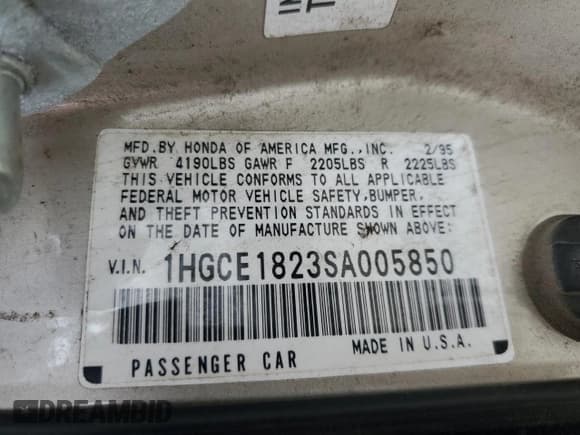 IN
T
MFD. BY HONDA OF AMERICA MFG., INC. 2/95
GVWR 4190LBS GAWR F 2205LBS R 2225LBS
THIS VEHICLE CONFORMS TO ALL APPLICABLE
FEDERAL MOTOR VEHICLE SAFETY, BUMPER,
AND THEFT PREVENTION STANDARDS IN EFFECT
ON THE DATE OF MANUFACTURE SHOWN ABOVE:
V.I.N. 1HGCE1823SA005850
PASSENGER CAR MADE IN U.S.A.
DREAMBID